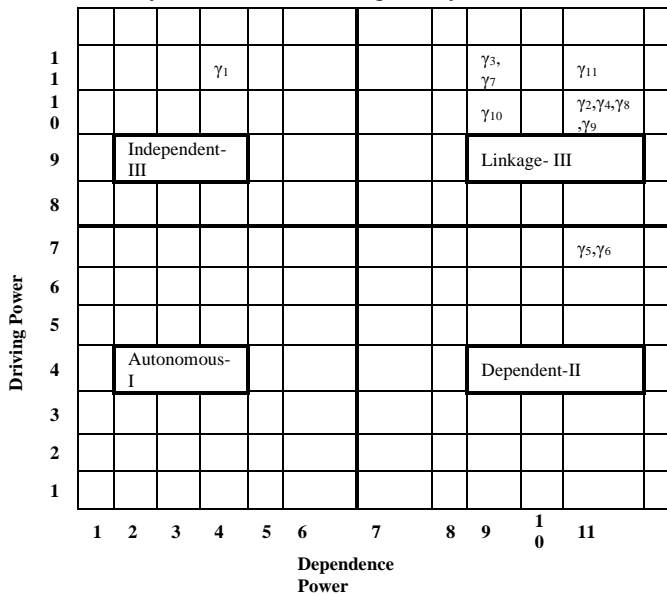 11
γ1
γ3,
γ7
γ11
10
γ10
γ2,γ4,γ8
,γ9
9
Independent-
III
Linkage- III
8
7
γ5,γ6
6
5
4
Autonomous-
I
Dependent-II
3
2
1
Driving Power
1 2 3 4 5 6 7 8 9 10 11
Dependence
Power